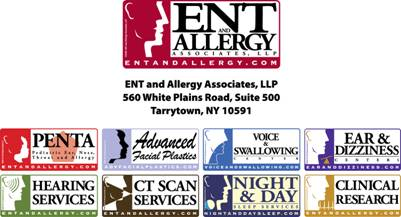 ENT
AND
ALLERGY
ASSOCIATES, LLP
ENTANDALLERGY.COM
ENT and Allergy Associates, LLP
560 White Plains Road, Suite 500
Tarrytown, NY 10591
PENTA
Pediatric Ear, Nose,
Throat and Allergy
ENTANDALLERGY.COM
Advanced
Facial Plastics
ADVFACIALPLASTICS.COM
VOICE
&
SWALLOWING
VOICEANDSWALLOWING.COM
EAR &
DIZZINESS
CENTERS
EARANDDIZZINESS.COM
HEARING
SERVICES
ENTANDALLERGY.COM
CT SCAN
SERVICES
ENTANDALLERGY.COM
NIGHT
& DAY
SLEEP SERVICES
NIGHTANDDAYSLEEP.COM
CLINICAL
RESEARCH
ENTANDALLERGY.COM